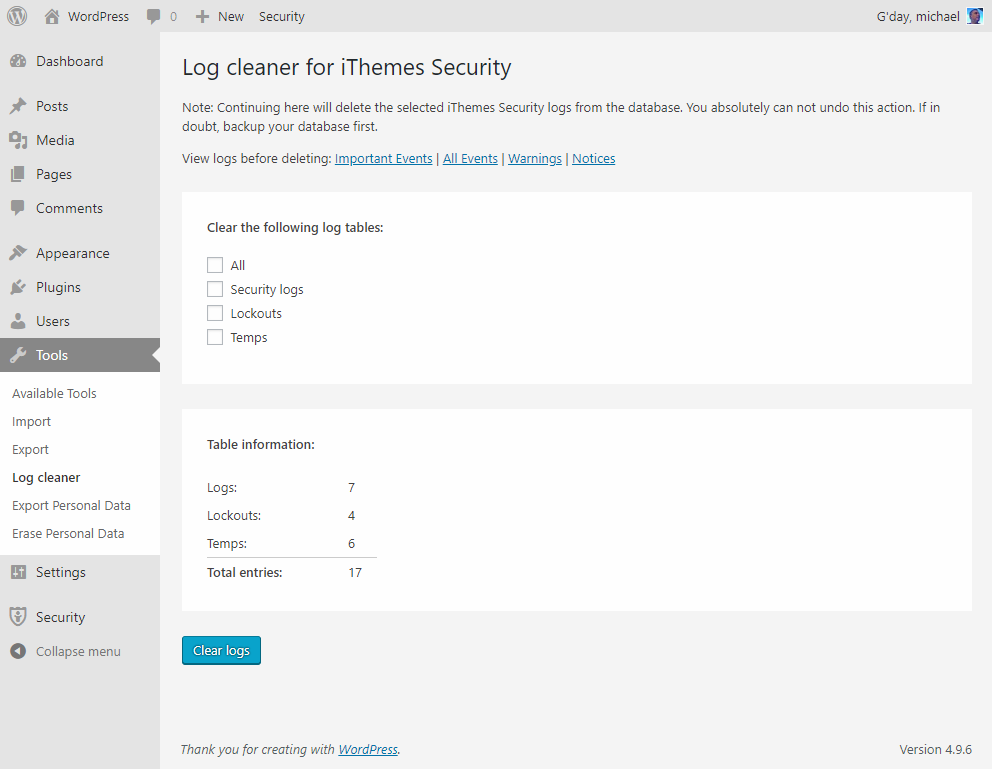 WordPress 0 New Security G'day, michael
Dashboard
Posts
Media
Pages
Comments
Appearance
Plugins
Users
Tools
Available Tools
Import
Export
Log cleaner
Export Personal Data
Erase Personal Data
Settings
Security
Collapse menu
Log cleaner for iThemes Security
Note: Continuing here will delete the selected iThemes Security logs from the database. You absolutely can not undo this action. If in
doubt, backup your database first.
View logs before deleting: Important Events | All Events | Warnings | Notices
Clear the following log tables:
All
Security logs
Lockouts
Temps
Table information:
Logs: 7
Lockouts: 4
Temps: 6
Total entries: 17
Clear logs
Thank you for creating with WordPress. Version 4.9.6